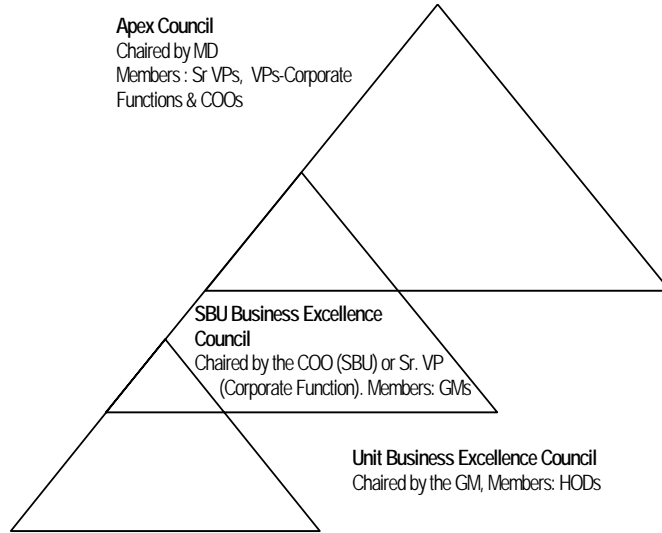 Apex Council
Chaired by MD
Members : Sr VPs, VPs-Corporate
Functions & COOs
SBU Business Excellence
Council
Chaired by the COO (SBU) or Sr. VP
(Corporate Function). Members: GMs
Unit Business Excellence Council
Chaired by the GM, Members: HODs